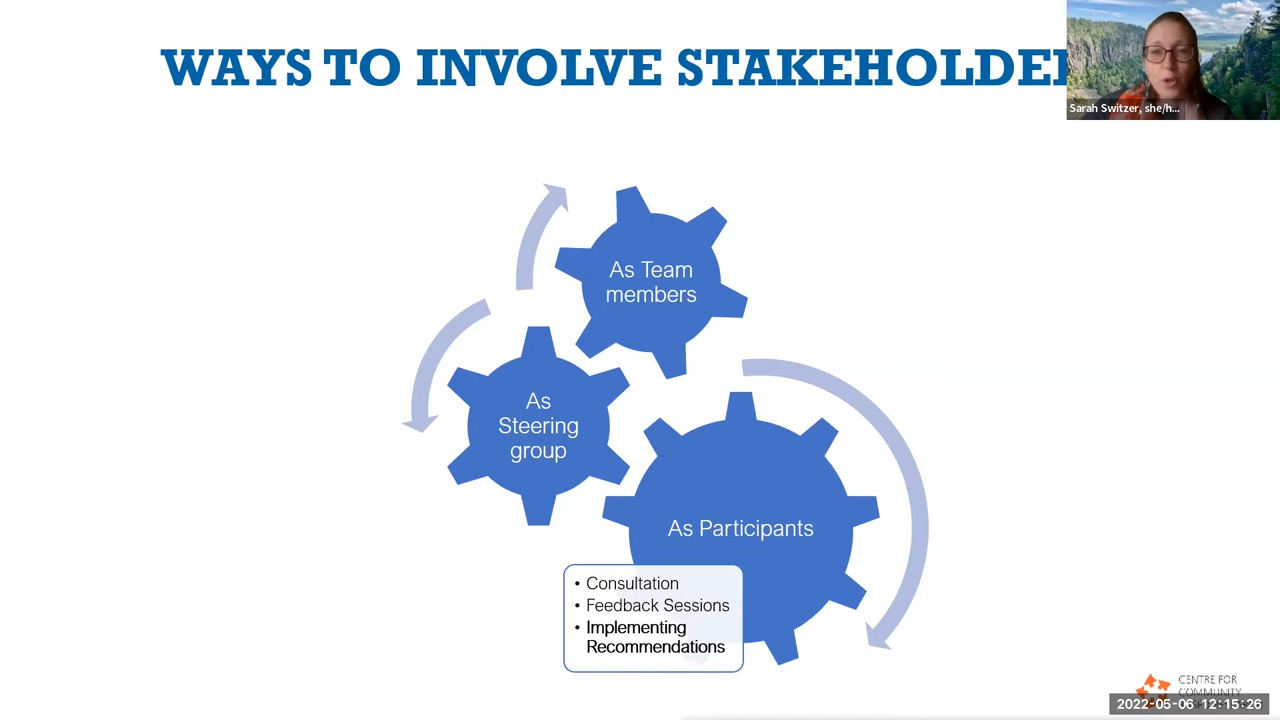 WAYS TO INVOLVE STAKEHOLDE
Sarah Switzer, she/h...
As Team
members
As
Steering
group
As Participants
• Consultation
• Feedback Sessions
• Implementing
Recommendations
CENTRE FOR
COMMUNITY
2022-05-06 12:15:26